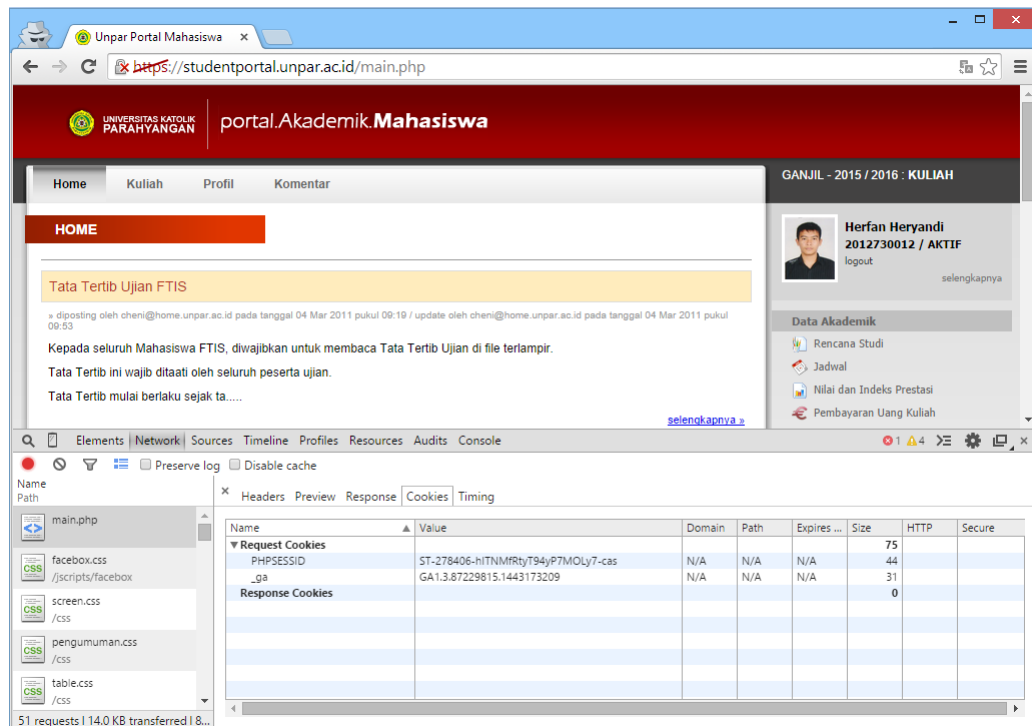 Unpar Portal Mahasiswa ×
https://studentportal.unpar.ac.id/main.php
UNIVERSITAS KATOLIK
PARAHYANGAN
portal.Akademik.Mahasiswa
Home Kuliah Profil Komentar
GANJIL - 2015 / 2016 : KULIAH
HOME
Herfan Heryandi
2012730012 / AKTIF
logout
selengkapnya
Tata Tertib Ujian FTIS
» diposting oleh cheni@home.unpar.ac.id pada tanggal 04 Mar 2011 pukul 09:19 / update oleh cheni@home.unpar.ac.id pada tanggal 04 Mar 2011 pukul
09:53
Kepada seluruh Mahasiswa FTIS, diwajibkan untuk membaca Tata Tertib Ujian di file terlampir.
Tata Tertib ini wajib ditaati oleh seluruh peserta ujian.
Tata Tertib mulai berlaku sejak ta.....
selengkapnya »
Data Akademik
Rencana Studi
Jadwal
Nilai dan Indeks Prestasi
Pembayaran Uang Kuliah
Elements Network Sources Timeline Profiles Resources Audits Console 1 4
Preserve log Disable cache
Name
Path
× Headers Preview Response Cookies Timing
main.php
facebox.css
/jscripts/facebox
screen.css
/css
pengumuman.css
/css
table.css
/css
Name Value Domain Path Expires ... Size HTTP Secure
Request Cookies 75
PHPSESSID ST-278406-hITNMfRtyT94yP7MOLy7-cas N/A N/A N/A 44
_ga GA1.3.87229815.1443173209 N/A N/A N/A 31
Response Cookies 0
51 requests | 14.0 KB transferred | 8...